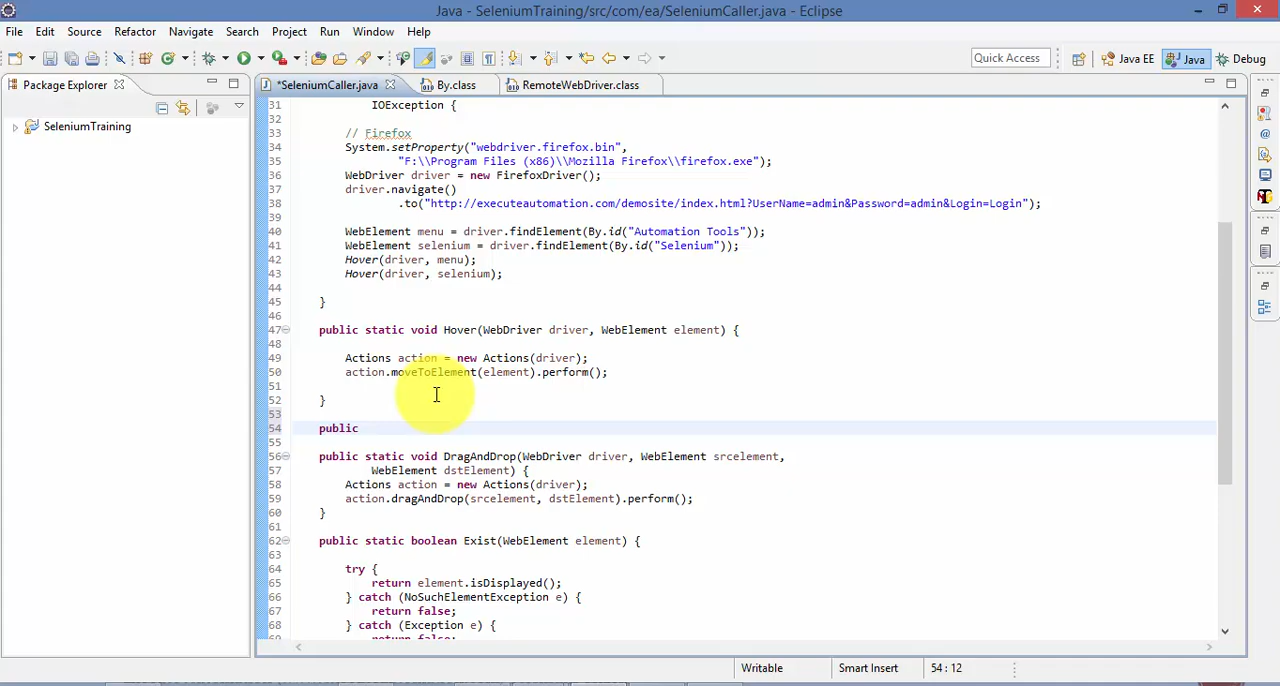 Java - SeleniumTraining/src/com/ea/SeleniumCaller.java - Eclipse
File Edit Source Refactor Navigate Search Project Run Window Help
Quick Access Java EE Java Debug
Package Explorer *SeleniumCaller.java By.class RemoteWebDriver.class
SeleniumTraining
31 IOException {
32
33 // Firefox
34 System.setProperty("webdriver.firefox.bin",
35 "F:\\Program Files (x86)\\Mozilla Firefox\\firefox.exe");
36 WebDriver driver = new FirefoxDriver();
37 driver.navigate()
38 .to("http://executeautomation.com/demosite/index.html?UserName=admin&Password=admin&Login=Login");
39
40 WebElement menu = driver.findElement(By.id("Automation Tools"));
41 WebElement selenium = driver.findElement(By.id("Selenium"));
42 Hover(driver, menu);
43 Hover(driver, selenium);
44
45 }
46
47 public static void Hover(WebDriver driver, WebElement element) {
48
49 Actions action = new Actions(driver);
50 action.moveToElement(element).perform();
51
52 }
53
54 public
55
56 public static void DragAndDrop(WebDriver driver, WebElement srcelement,
57 WebElement dstElement) {
58 Actions action = new Actions(driver);
59 action.dragAndDrop(srcelement, dstElement).perform();
60 }
61
62 public static boolean Exist(WebElement element) {
63
64 try {
65 return element.isDisplayed();
66 } catch (NoSuchElementException e) {
67 return false;
68 } catch (Exception e) {
69 return false;
Writable Smart Insert 54 : 12